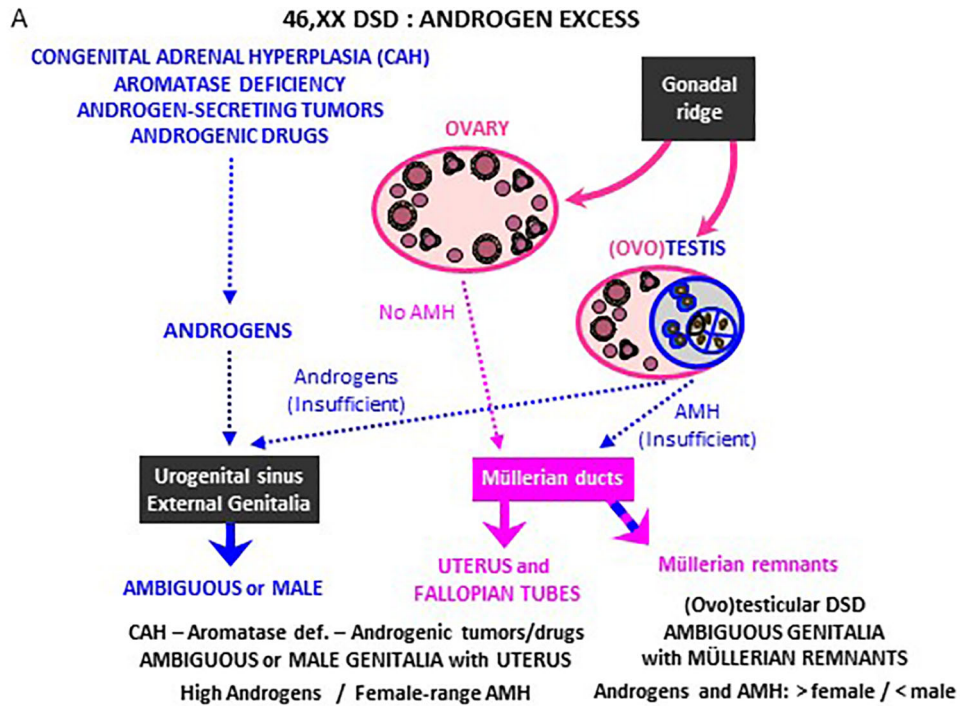 A
46,XX DSD : ANDROGEN EXCESS
CONGENITAL ADRENAL HYPERPLASIA (CAH)
AROMATASE DEFICIENCY
ANDROGEN-SECRETING TUMORS
ANDROGENIC DRUGS
Gonadal
ridge
OVARY
(OVO)TESTIS
No AMH
ANDROGENS
Androgens
(Insufficient)
AMH
(Insufficient)
Urogenital sinus
External Genitalia
Müllerian ducts
AMBIGUOUS or MALE
UTERUS and
FALLOPIAN TUBES
Müllerian remnants
CAH – Aromatase def. – Androgenic tumors/drugs
AMBIGUOUS or MALE GENITALIA with UTERUS
High Androgens / Female-range AMH
(Ovo)testicular DSD
AMBIGUOUS GENITALIA
with MÜLLERIAN REMNANTS
Androgens and AMH: > female / < male